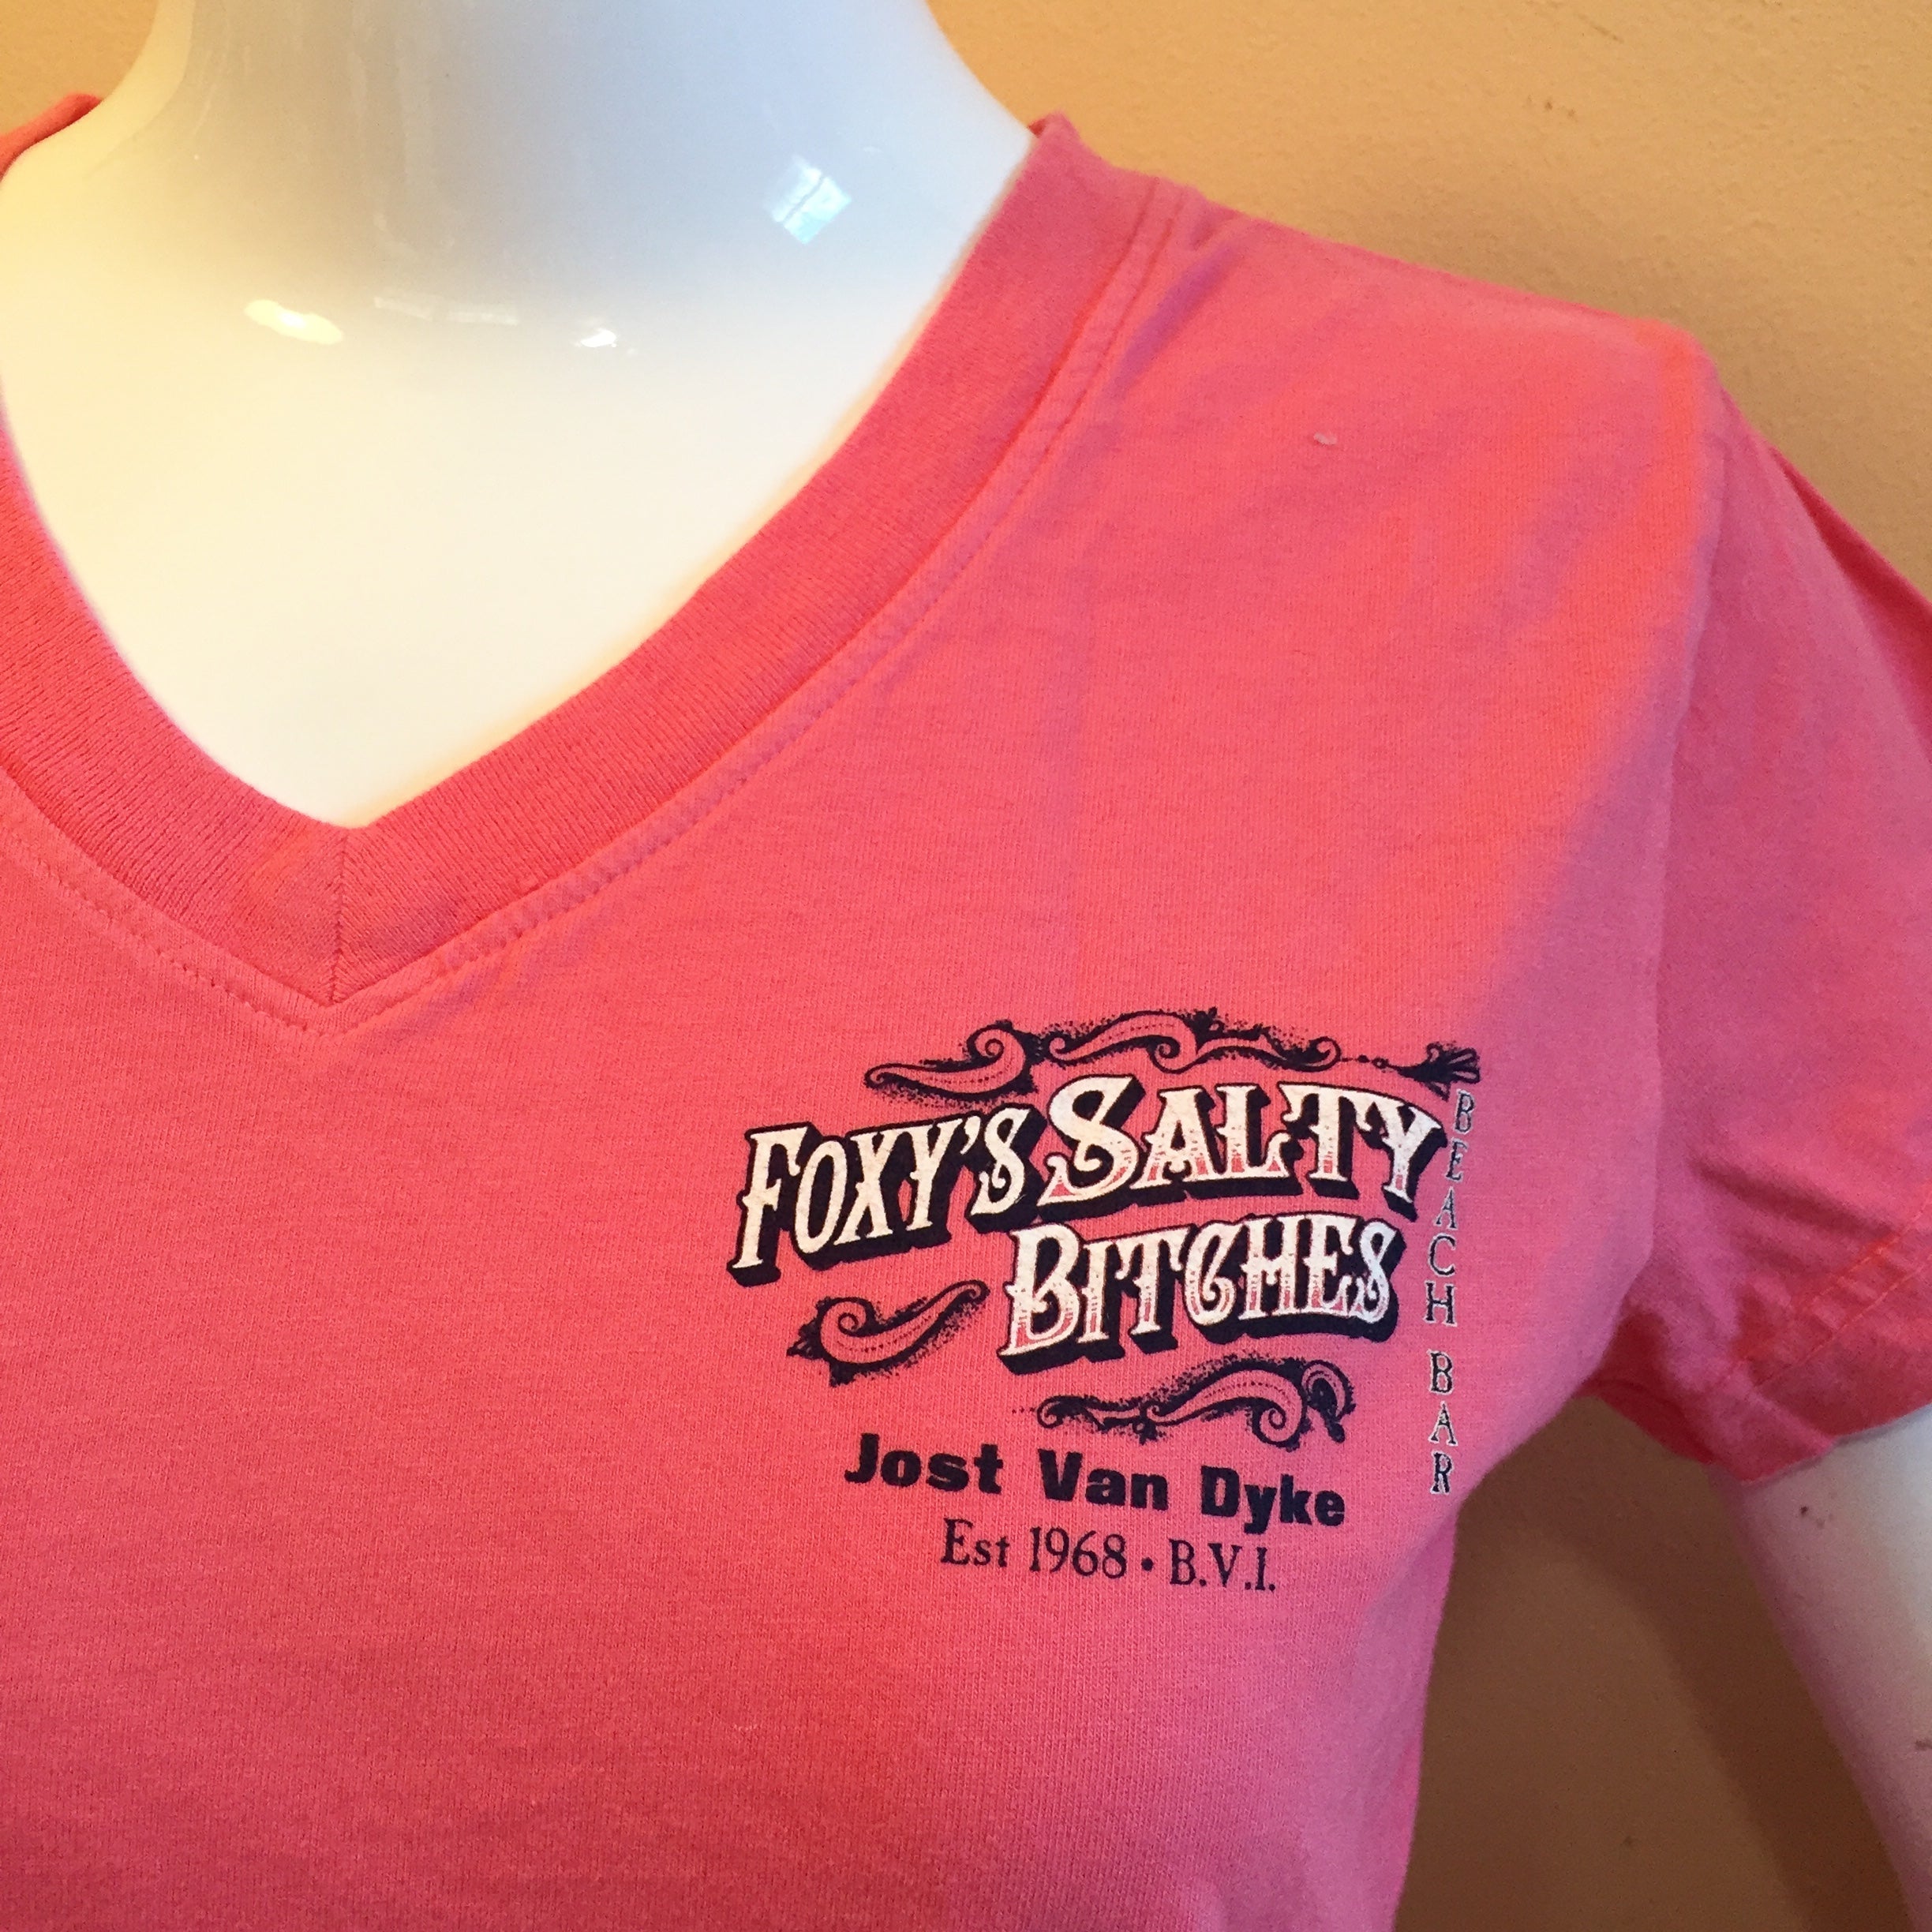 FOXY'S SALTY
BITCHES
BEACH BAR
Jost Van Dyke
Est 1968 • B.V.I.